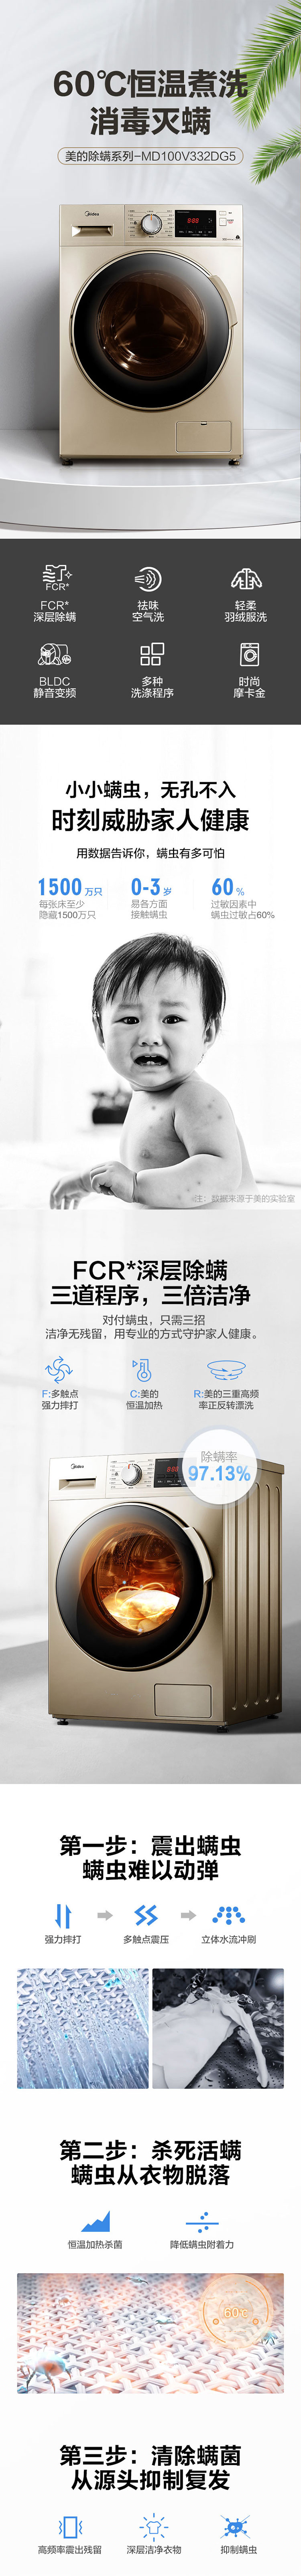 60℃恒温煮洗
消毒灭螨
美的除螨系列-MD100V332DG5
Midea
8:08
FCR*
FCR*
深层除螨
祛味
空气洗
轻柔
羽绒服洗
BLDC
静音变频
多种
洗涤程序
时尚
摩卡金
小小螨虫，无孔不入
时刻威胁家人健康
用数据告诉你，螨虫有多可怕
1500万只
每张床至少
隐藏1500万只
0-3岁
易各方面
接触螨虫
60%
过敏因素中
螨虫过敏占60%
注：数据来源于美的实验室
FCR*深层除螨
三道程序，三倍洁净
对付螨虫，只需三招
洁净无残留，用专业的方式守护家人健康。
F:多触点
强力摔打
C:美的
恒温加热
R:美的三重高频
率正反转漂洗
除螨率
97.13%
Midea
第一步：震出螨虫
螨虫难以动弹
强力摔打
多触点震压
立体水流冲刷
第二步：杀死活螨
螨虫从衣物脱落
恒温加热杀菌
降低螨虫附着力
60℃
第三步：清除螨菌
从源头抑制复发
高频率震出残留
深层洁净衣物
抑制螨虫